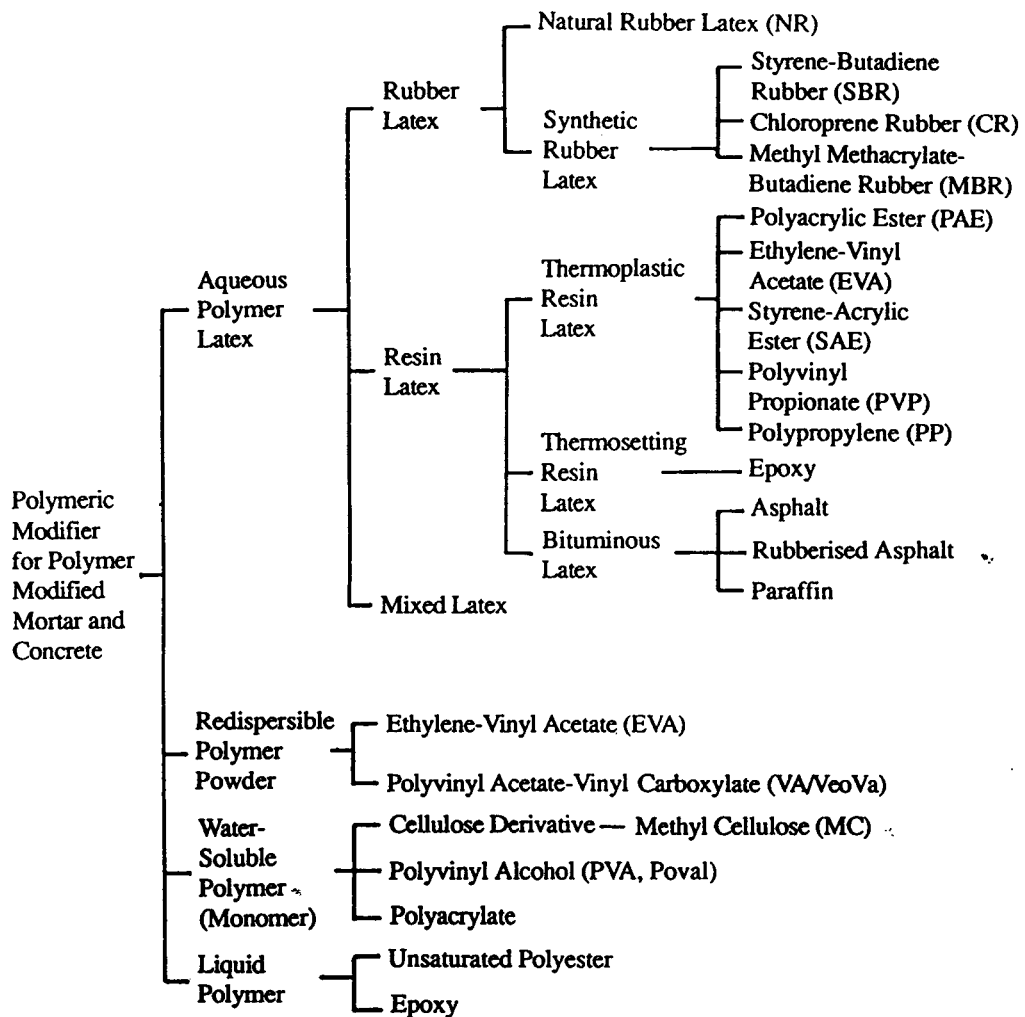 Natural Rubber Latex (NR)
Rubber
Latex
Synthetic
Rubber
Latex
Styrene-Butadiene
Rubber (SBR)
Chloroprene Rubber (CR)
Methyl Methacrylate-
Butadiene Rubber (MBR)
Aqueous
Polymer
Latex
Resin
Latex
Thermoplastic
Resin
Latex
Polyacrylic Ester (PAE)
Ethylene-Vinyl
Acetate (EVA)
Styrene-Acrylic
Ester (SAE)
Polyvinyl
Propionate (PVP)
Polypropylene (PP)
Thermosetting
Resin
Latex
Epoxy
Bituminous
Latex
Asphalt
Rubberised Asphalt
Paraffin
Mixed Latex
Polymeric
Modifier
for Polymer
Modified
Mortar and
Concrete
Redispersible
Polymer
Powder
Ethylene-Vinyl Acetate (EVA)
Polyvinyl Acetate-Vinyl Carboxylate (VA/VeoVa)
Water-
Soluble
Polymer
(Monomer)
Cellulose Derivative — Methyl Cellulose (MC)
Polyvinyl Alcohol (PVA, Poval)
Polyacrylate
Liquid
Polymer
Unsaturated Polyester
Epoxy